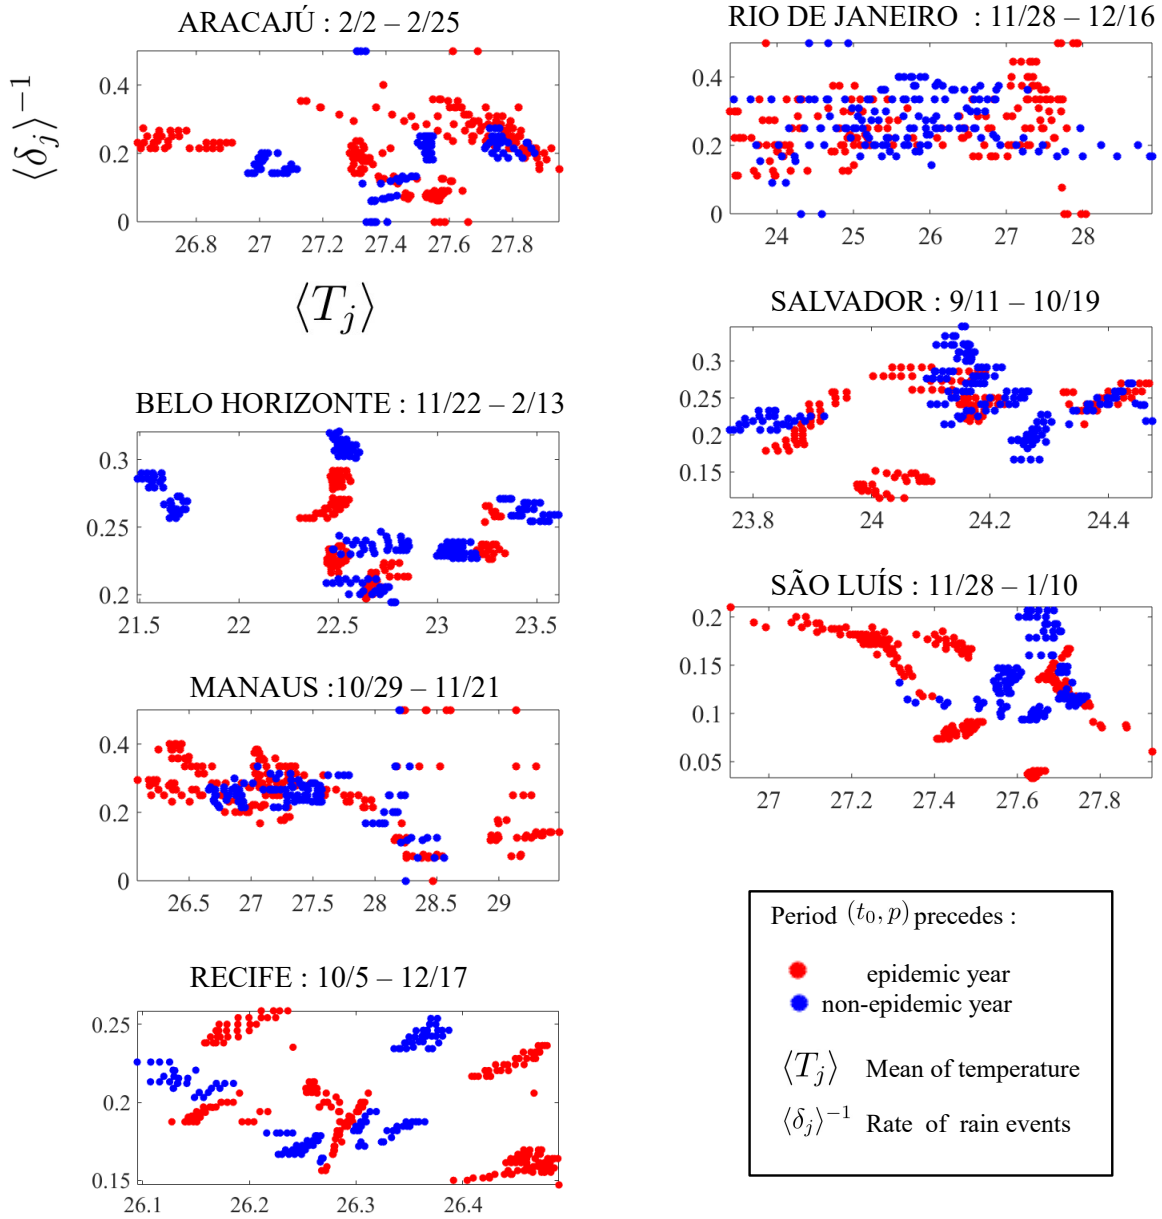 ARACAJÚ : 2/2 – 2/25
0.4
0.2
0
26.8 27 27.2 27.4 27.6 27.8
⟨δj⟩−1
⟨Tj⟩
BELO HORIZONTE : 11/22 – 2/13
0.3
0.25
0.2
21.5 22 22.5 23 23.5
MANAUS :10/29 – 11/21
0.4
0.2
0
26.5 27 27.5 28 28.5 29
RECIFE : 10/5 – 12/17
0.25
0.2
0.15
26.1 26.2 26.3 26.4
RIO DE JANEIRO : 11/28 – 12/16
0.4
0.2
0
24 25 26 27 28
SALVADOR : 9/11 – 10/19
0.3
0.25
0.2
0.15
23.8 24 24.2 24.4
SÃO LUÍS : 11/28 – 1/10
0.2
0.15
0.1
0.05
27 27.2 27.4 27.6 27.8
Period (t0, p) precedes :
epidemic year
non-epidemic year
⟨Tj⟩ Mean of temperature
⟨δj⟩−1 Rate of rain events